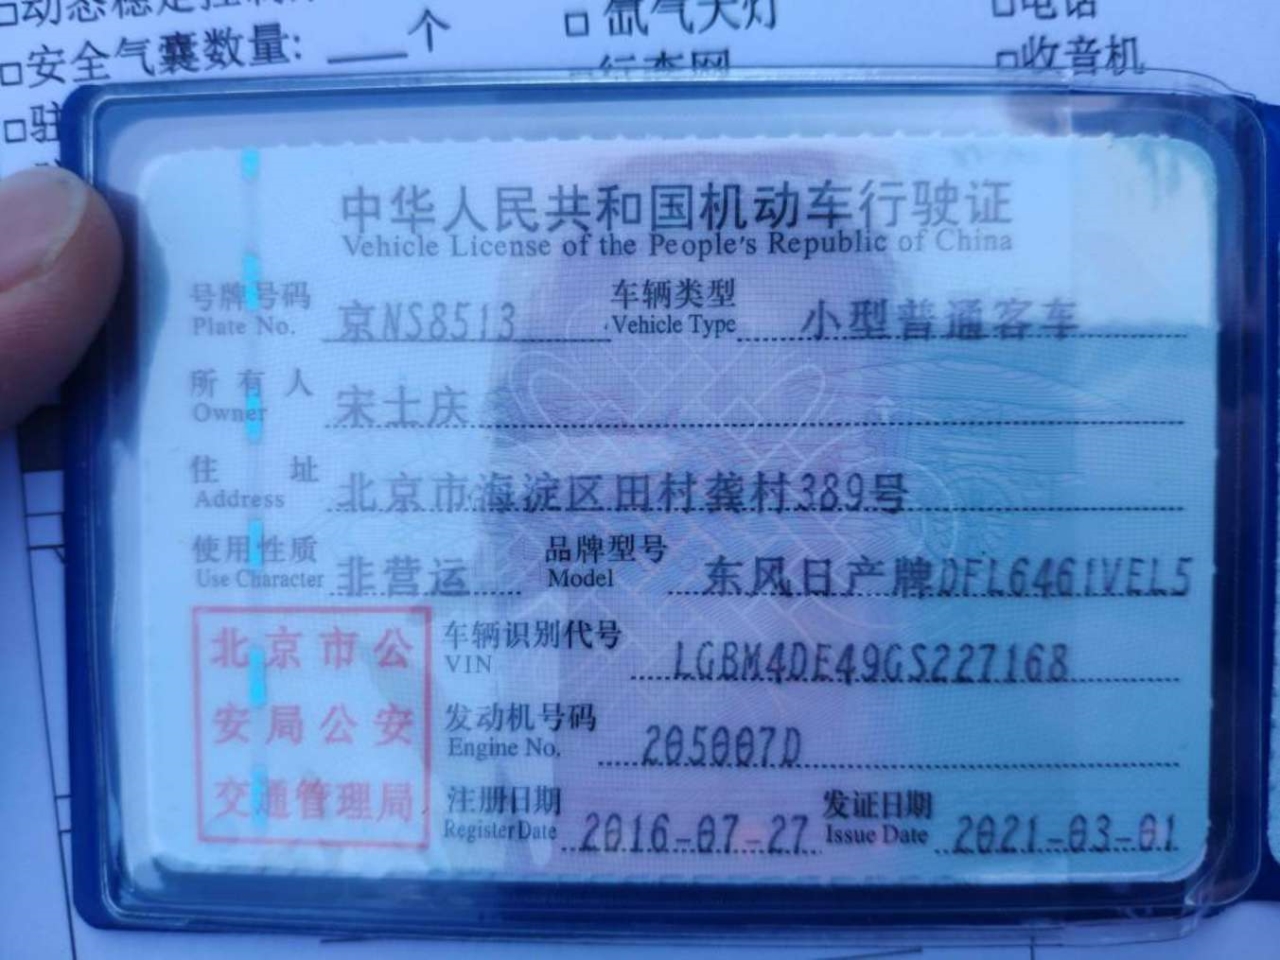 □安全气囊数量: ___个
□ 氙气大灯
□电话
□收音机
□驻
中华人民共和国机动车行驶证
Vehicle License of the People's Republic of China
号牌号码 京NS8513 车辆类型 小型普通客车
Plate No. Vehicle Type
所有人 宋士庆
Owner
住址 北京市海淀区田村龚村389号
Address
使用性质 非营运 品牌型号 东风日产牌DFL6461VEL5
Use Character Model
北京市公
安局公安
交通管理局
车辆识别代号 LGBM4DE49GS227168
VIN
发动机号码 205007D
Engine No.
注册日期 2016-07-27 发证日期 2021-03-01
Register Date Issue Date